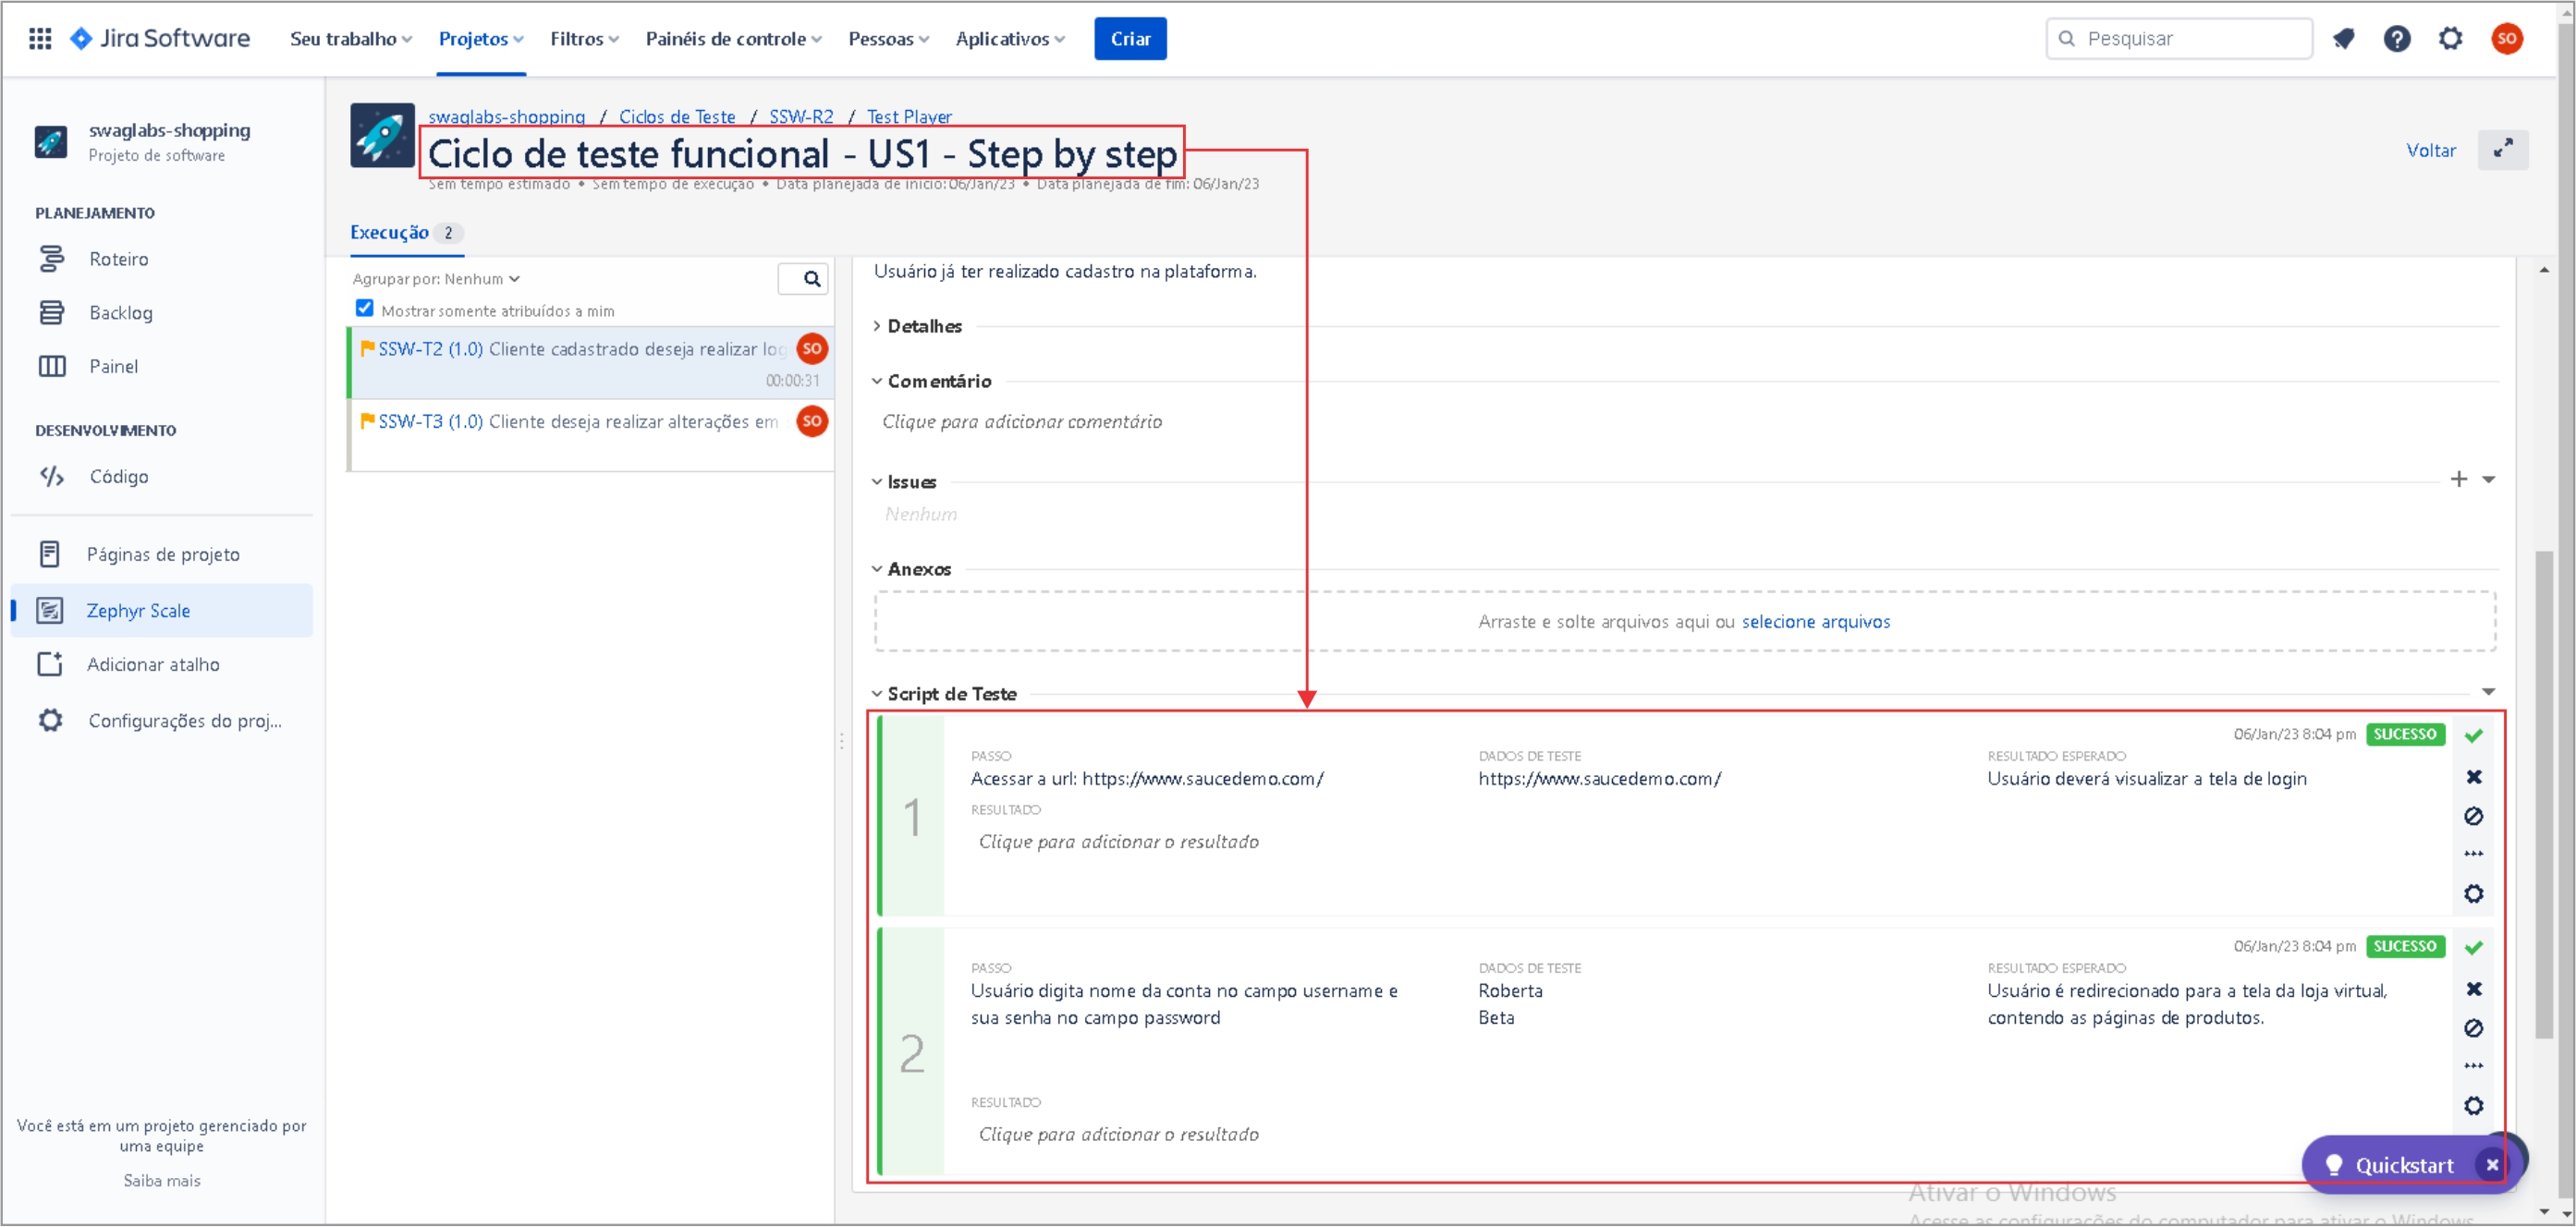 Jira Software Seu trabalho Projetos Filtros Painéis de controle Pessoas Aplicativos Criar Pesquisar SO
swaglabs-shopping
Projeto de software
PLANEJAMENTO
Roteiro
Backlog
Painel
DESENVOLVIMENTO
Código
Páginas de projeto
Zephyr Scale
Adicionar atalho
Configurações do proj...
Você está em um projeto gerenciado por
uma equipe
Saiba mais
swaglabs-shopping / Ciclos de Teste / SSW-R2 / Test Player
Ciclo de teste funcional - US1 - Step by step
Sem tempo estimado • Sem tempo de execução • Data planejada de início: 06/Jan/23 • Data planejada de fim: 06/Jan/23
Voltar
Execução 2
Agrupar por: Nenhum
Mostrar somente atribuídos a mim
SSW-T2 (1.0) Cliente cadastrado deseja realizar log SO
00:00:31
SSW-T3 (1.0) Cliente deseja realizar alterações em SO
Usuário já ter realizado cadastro na plataforma.
Detalhes
Comentário
Clique para adicionar comentário
Issues
Nenhum
Anexos
Arraste e solte arquivos aqui ou selecione arquivos
Script de Teste
1
06/Jan/23 8:04 pm SUCESSO
PASSO DADOS DE TESTE RESULTADO ESPERADO
Acessar a url: https://www.saucedemo.com/ https://www.saucedemo.com/ Usuário deverá visualizar a tela de login
RESULTADO
Clique para adicionar o resultado
2
06/Jan/23 8:04 pm SUCESSO
PASSO DADOS DE TESTE RESULTADO ESPERADO
Usuário digita nome da conta no campo username e Roberta Usuário é redirecionado para a tela da loja virtual,
sua senha no campo password Beta contendo as páginas de produtos.
RESULTADO
Clique para adicionar o resultado
Quickstart
Ativar o Windows
Acesse as configurações do computador para ativar o Windows